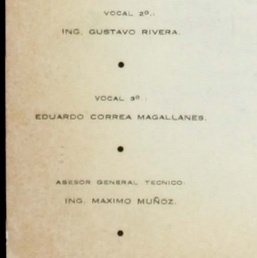 VOCAL 2º.:
ING. GUSTAVO RIVERA.
VOCAL 3º.:
EDUARDO CORREA MAGALLANES.
ASESOR GENERAL TECNICO:
ING. MAXIMO MUÑOZ.